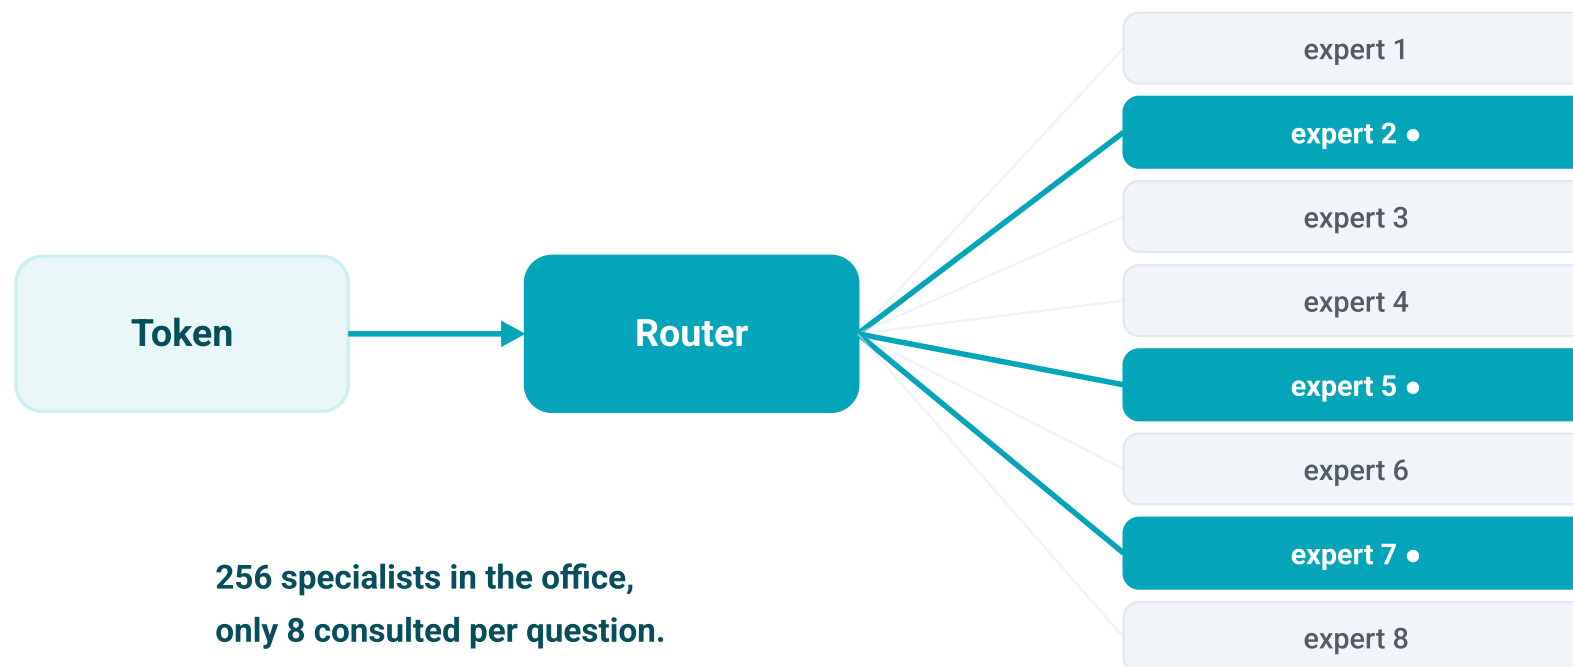 Token
Router
expert 1
expert 2 ●
expert 3
expert 4
expert 5 ●
expert 6
expert 7 ●
expert 8
256 specialists in the office,
only 8 consulted per question.